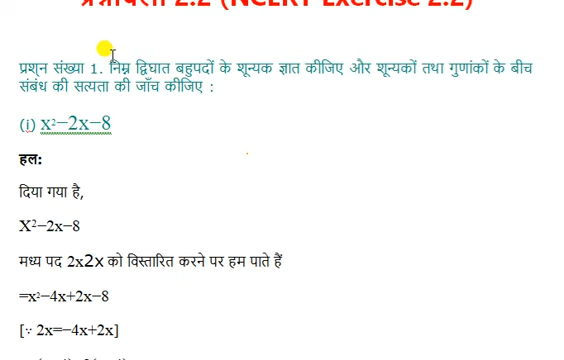 प्रश्नावली 2.2 (NCERT Exercise 2.2)
प्रश्न संख्या 1. निम्न द्विघात बहुपदों के शून्यक ज्ञात कीजिए और शून्यकों तथा गुणांकों के बीच
संबंध की सत्यता की जाँच कीजिए :
(i) x²−2x−8
हल:
दिया गया है,
X²−2x−8
मध्य पद 2x2x को विस्तारित करने पर हम पाते हैं
=x²−4x+2x−8
[∵ 2x=−4x+2x]